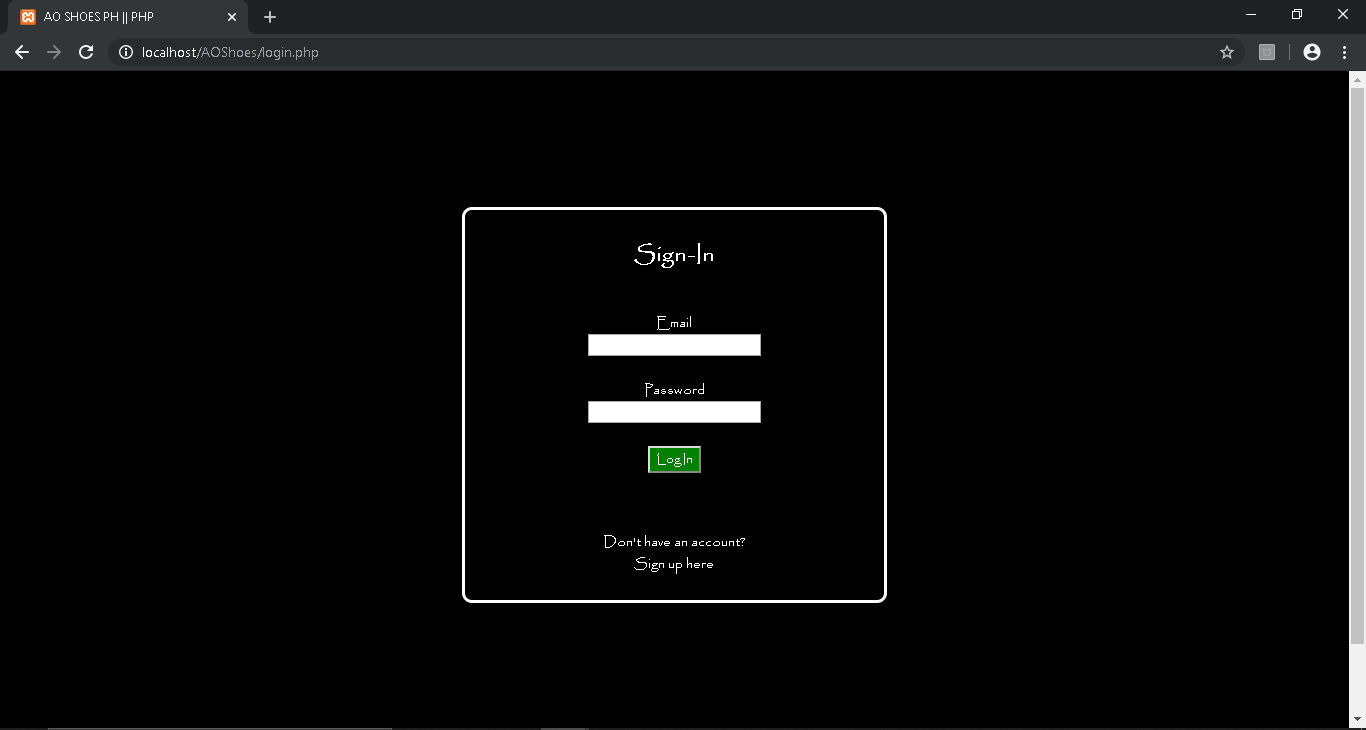 AO SHOES PH || PHP
localhost/AOShoes/login.php
Sign-In
Email
Password
LogIn
Don't have an account?
Sign up here